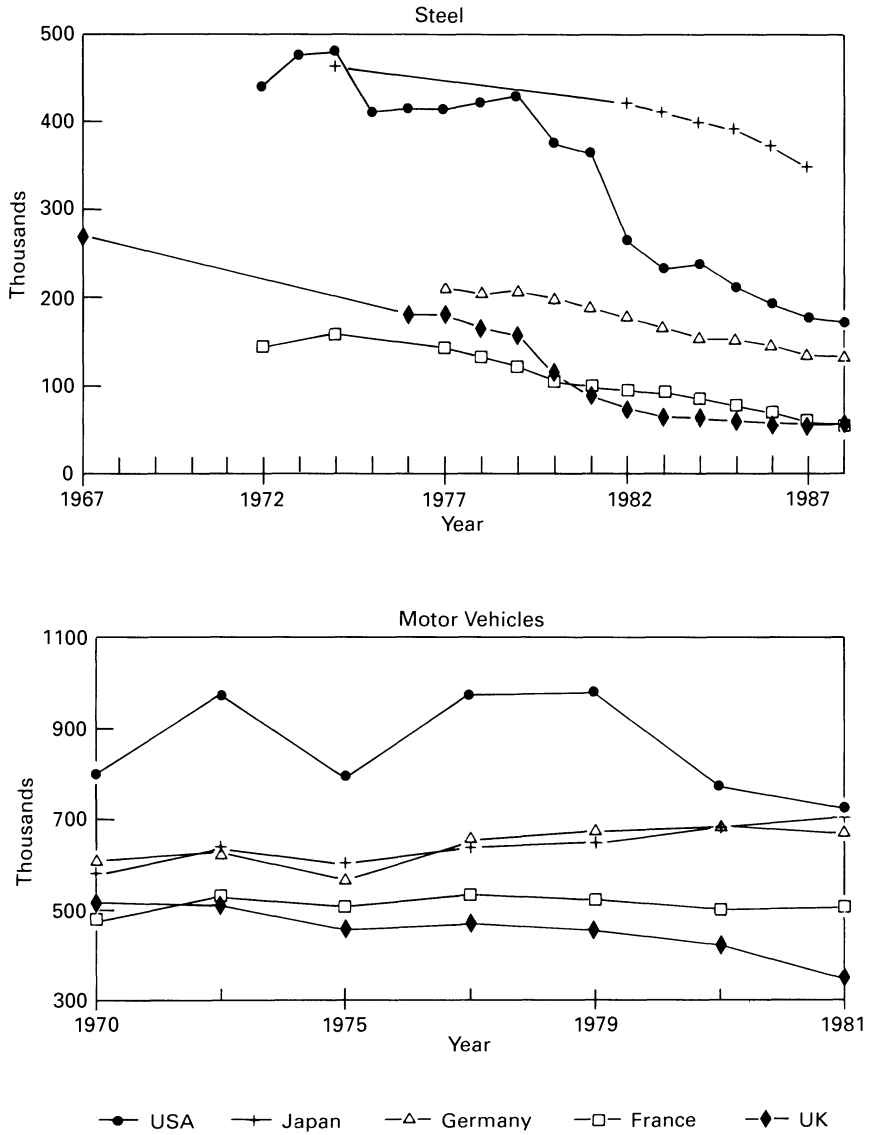 Steel
500
400
300
200
100
0
Thousands
1967 1972 1977 1982 1987
Year
Motor Vehicles
1100
900
700
500
300
Thousands
1970 1975 1979 1981
Year
USA Japan Germany France UK